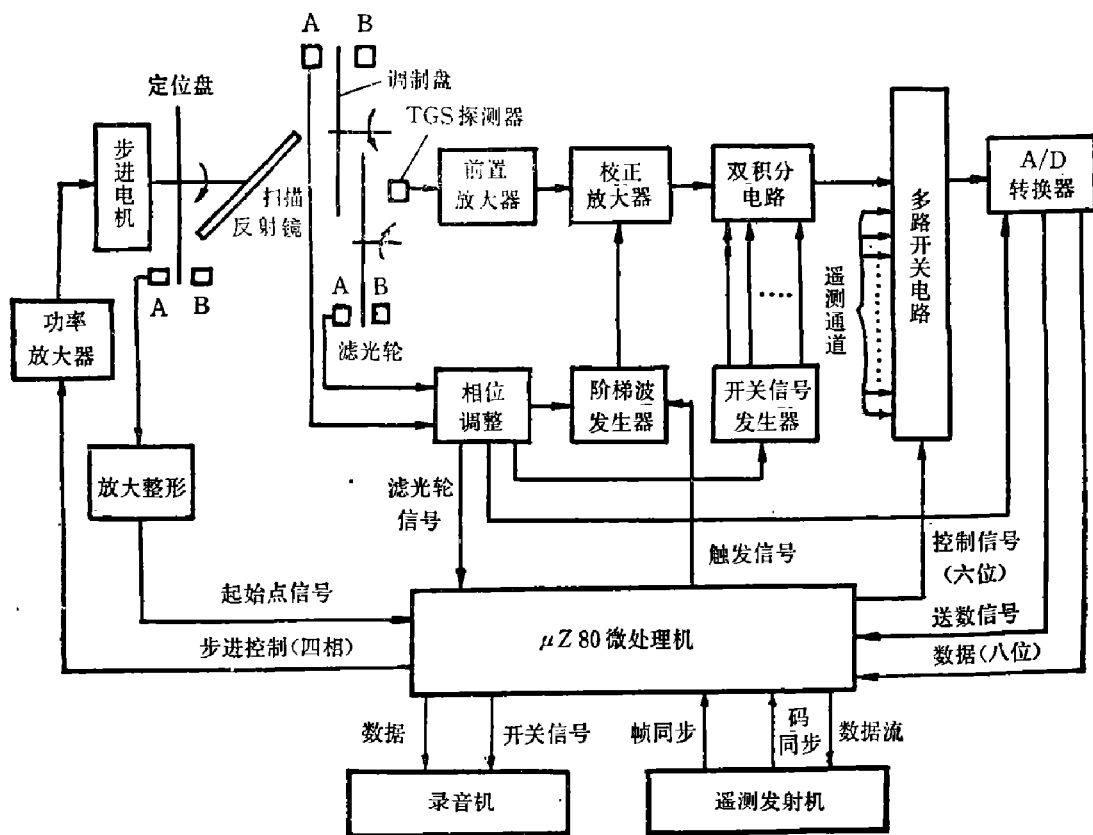 A
B
定位盘
调制盘
TGS探测器
步进
电机
扫描
反射镜
前置
放大器
校正
放大器
双积分
电路
多路开关电路
A/D
转换器
遥测通道
A
B
A
B
滤光轮
功率
放大器
相位
调整
阶梯波
发生器
开关信号
发生器
放大整形
滤光轮
信号
触发信号
控制信号
(六位)
起始点信号
送数信号
步进控制(四相)
μZ80微处理机
数据(八位)
数据
开关信号
帧同步
码
同步
数据流
录音机
遥测发射机